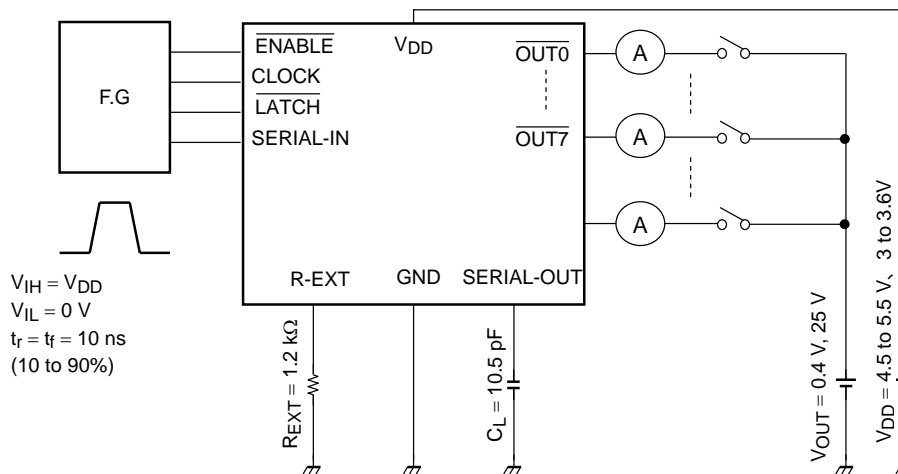 F.G
ENABLE
CLOCK
LATCH
SERIAL-IN
VDD
OUT0
OUT7
A
A
A
R-EXT
GND
SERIAL-OUT
VIH = VDD
VIL = 0 V
tr = tf = 10 ns
(10 to 90%)
REXT = 1.2 kΩ
CL = 10.5 pF
VOUT = 0.4 V, 25 V
VDD = 4.5 to 5.5 V、 3 to 3.6V